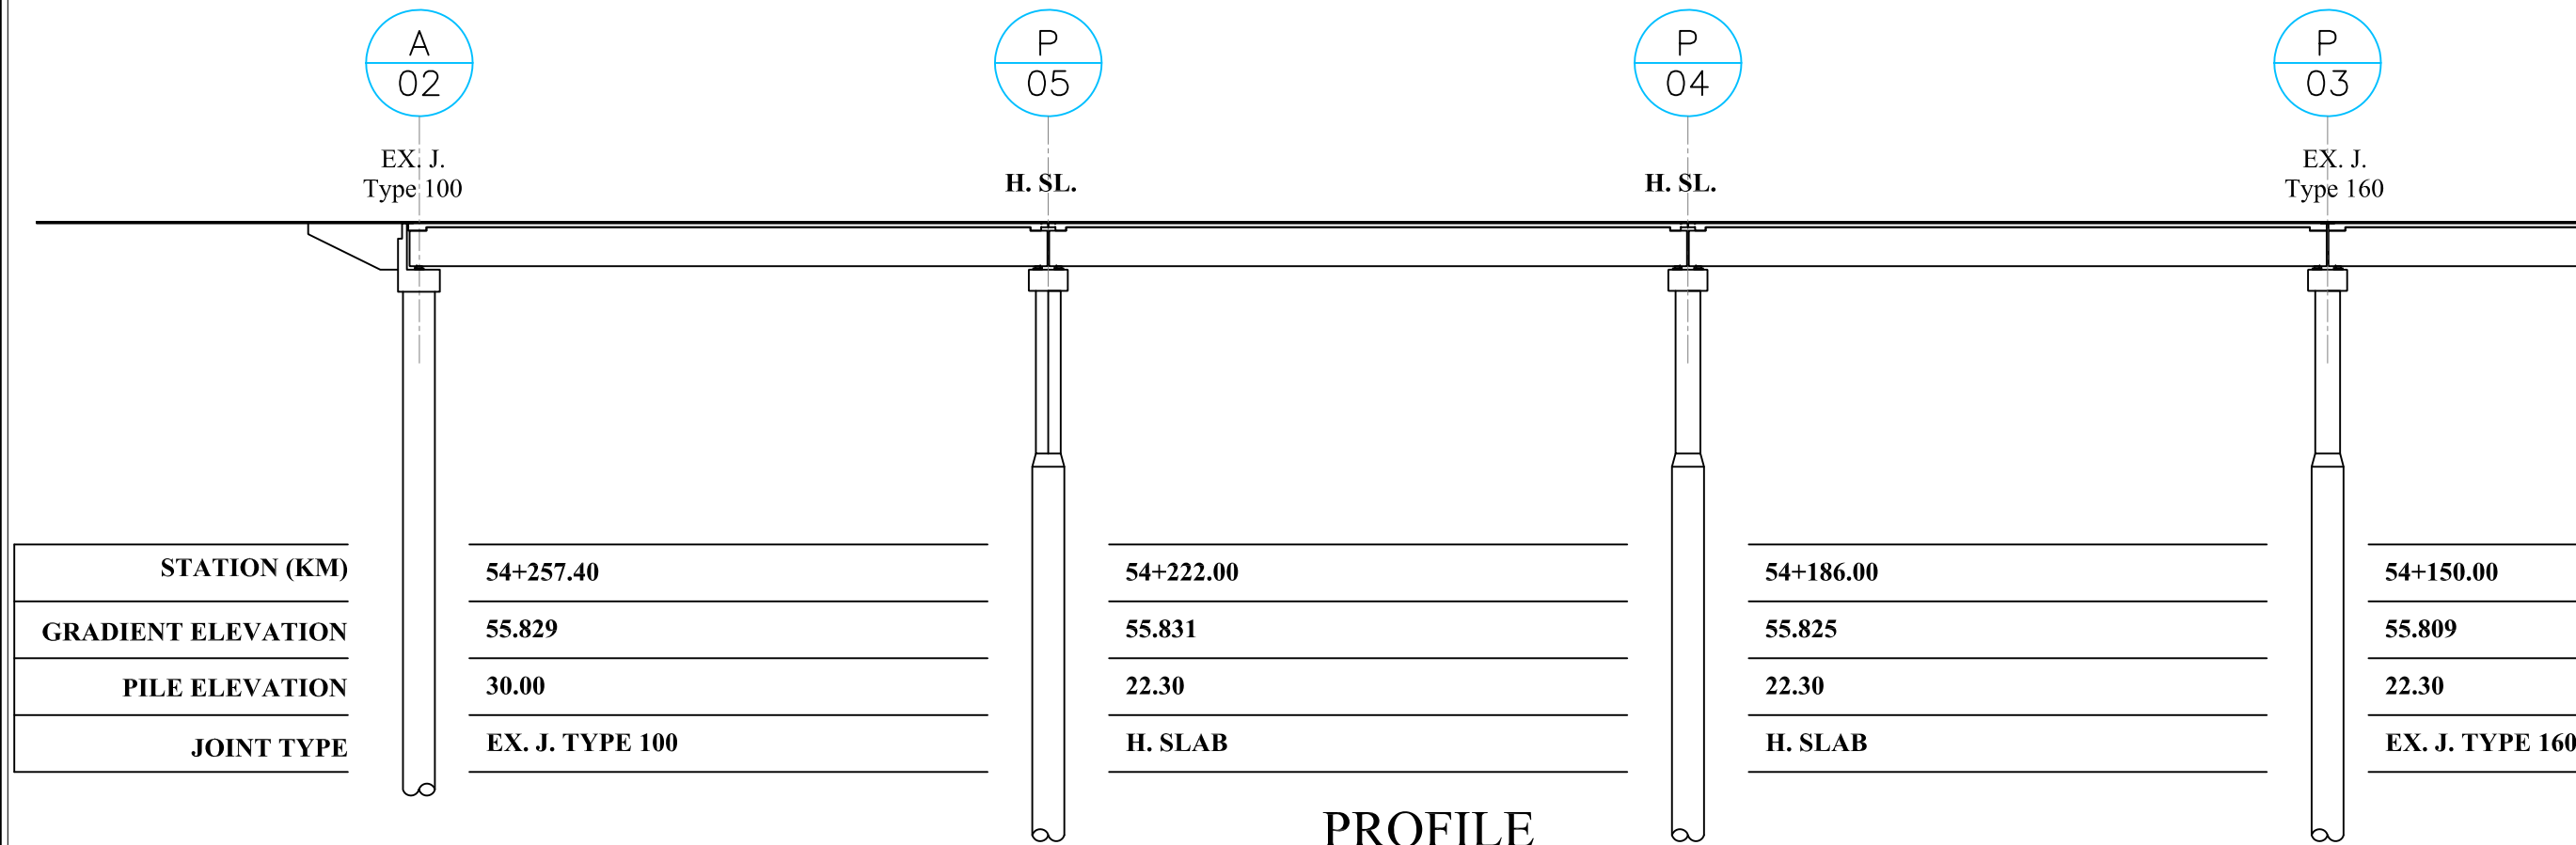 A
02
P
05
P
04
P
03
EX. J.
Type 100
H. SL.
H. SL.
EX. J.
Type 160
STATION (KM) 54+257.40 54+222.00 54+186.00 54+150.00
GRADIENT ELEVATION 55.829 55.831 55.825 55.809
PILE ELEVATION 30.00 22.30 22.30 22.30
JOINT TYPE EX. J. TYPE 100 H. SLAB H. SLAB EX. J. TYPE 160
PROFILE